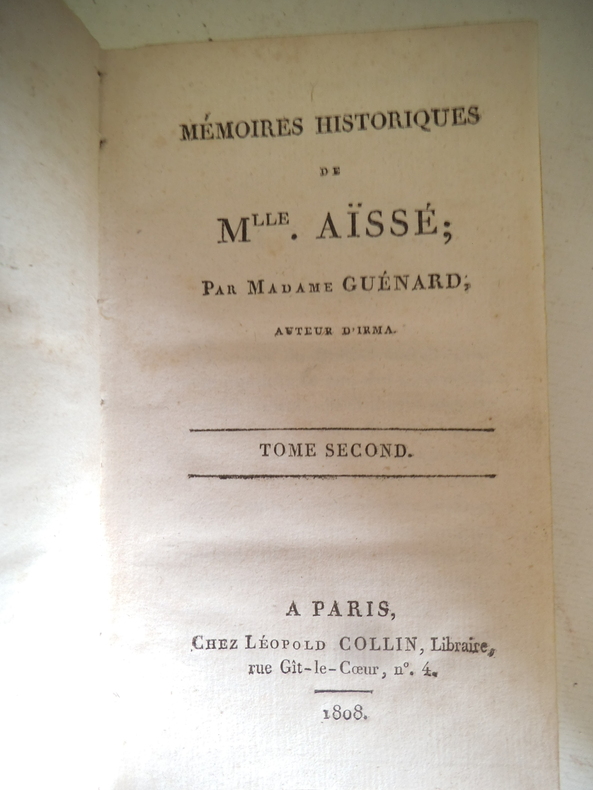 MÉMOIRES HISTORIQUES
DE
MLLE. AÏSSÉ;
PAR MADAME GUÉNARD;
AUTEUR D'IRMA.
TOME SECOND.
A PARIS,
CHEZ LÉOPOLD COLLIN, Libraire,
rue Gît-le-Cœur, n°. 4.
1808.